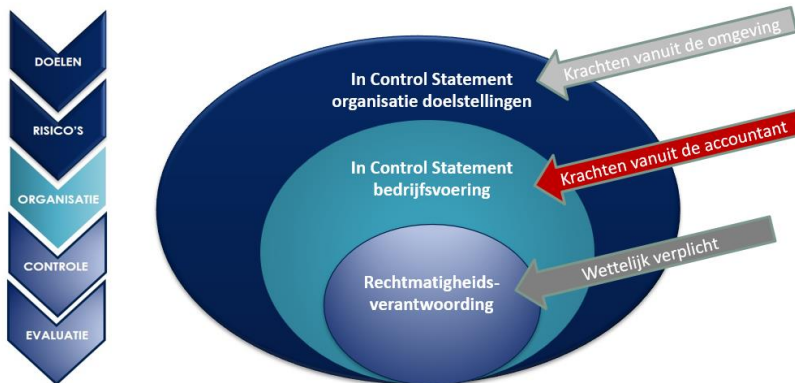 DOELEN
RISICO'S
ORGANISATIE
CONTROLE
EVALUATIE
In Control Statement
organisatie doelstellingen
In Control Statement
bedrijfsvoering
Rechtmatigheids-
verantwoording
Krachten vanuit de omgeving
Krachten vanuit de accountant
Wettelijk verplicht